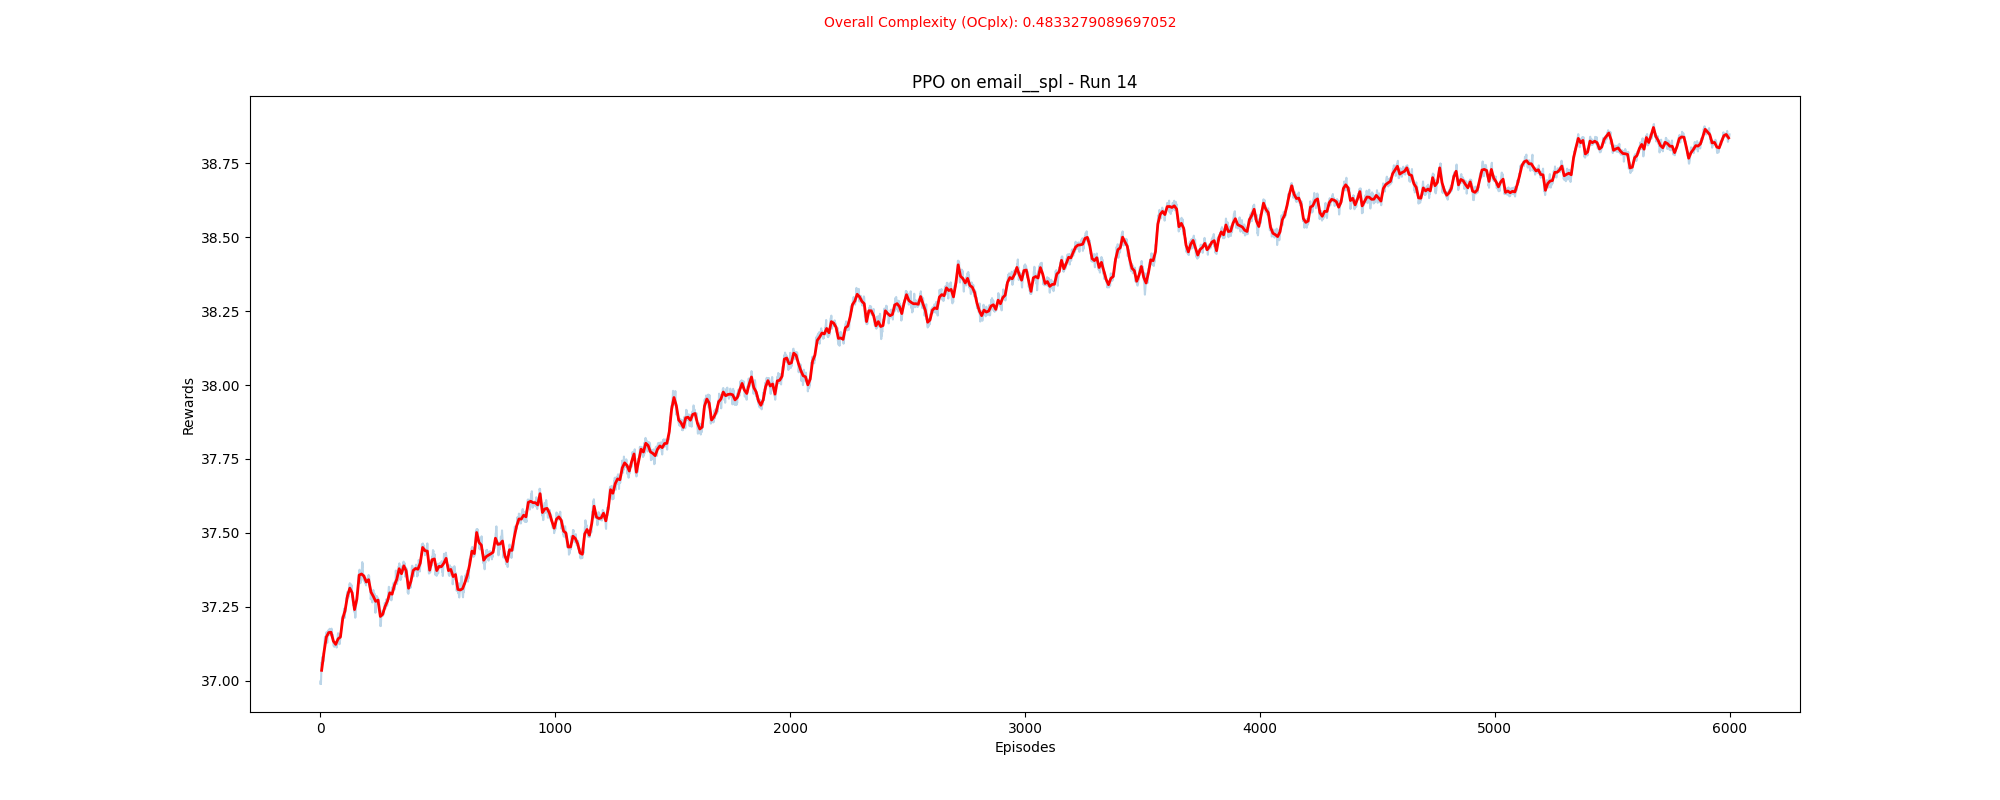 Overall Complexity (OCplx): 0.4833279089697052
PPO on email__spl - Run 14
38.75
38.50
38.25
38.00
37.75
37.50
37.25
37.00
Rewards
0 1000 2000 3000 4000 5000 6000
Episodes